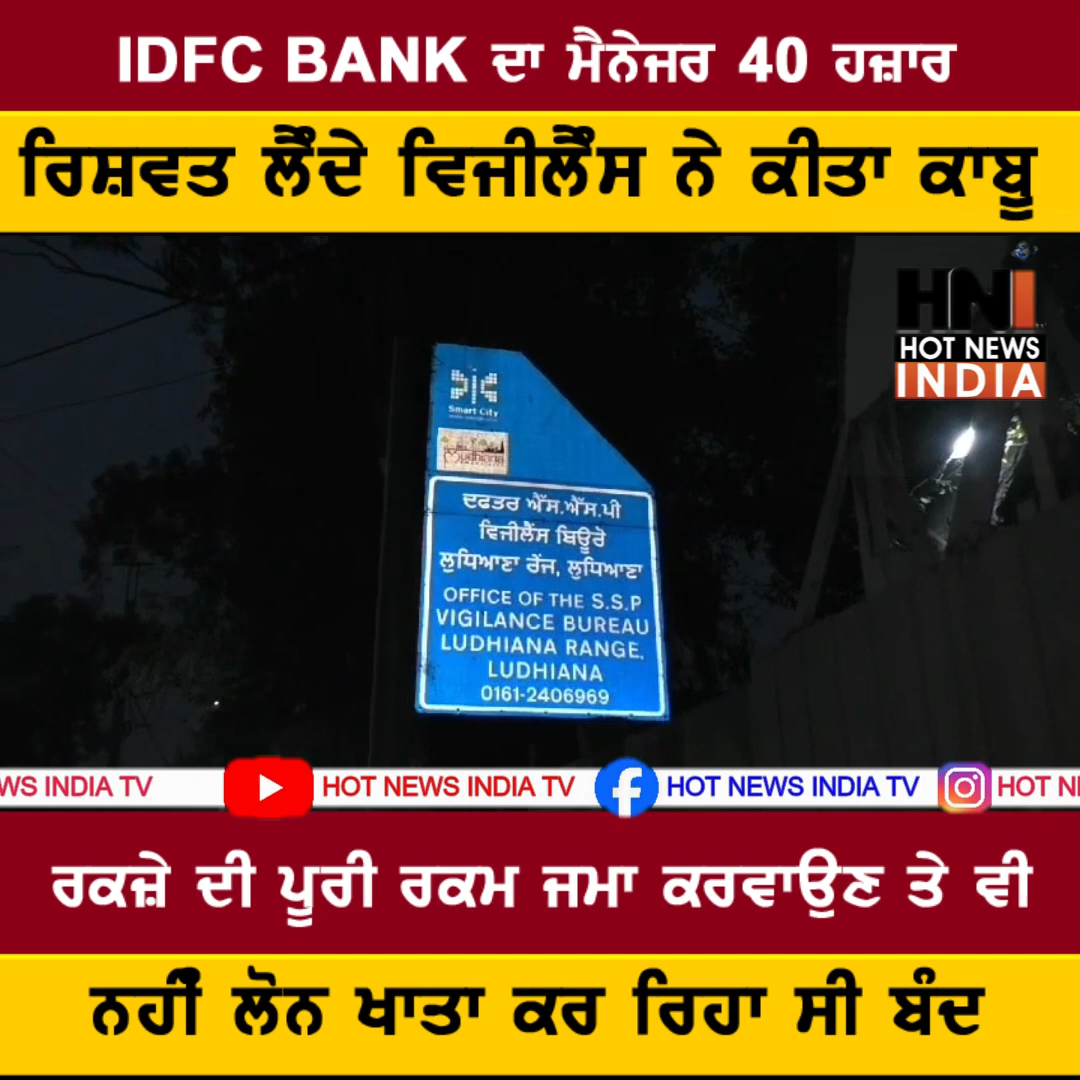 IDFC BANK ਦਾ ਮੈਨੇਜਰ 40 ਹਜ਼ਾਰ
ਰਿਸ਼ਵਤ ਲੈਂਦੇ ਵਿਜੀਲੈਂਸ ਨੇ ਕੀਤਾ ਕਾਬੂ
HNI
HOT NEWS
INDIA
Smart City
Ludhiana
ਦਫਤਰ ਐੱਸ.ਐੱਸ.ਪੀ
ਵਿਜੀਲੈਂਸ ਬਿਊਰੋ
ਲੁਧਿਆਣਾ ਰੇਂਜ, ਲੁਧਿਆਣਾ
OFFICE OF THE S.S.P
VIGILANCE BUREAU
LUDHIANA RANGE,
LUDHIANA
0161-2406969
WS INDIA TV HOT NEWS INDIA TV HOT NEWS INDIA TV HOT NE
ਰਕਜ਼ੇ ਦੀ ਪੂਰੀ ਰਕਮ ਜਮਾ ਕਰਵਾਉਣ ਤੇ ਵੀ
ਨਹੀਂ ਲੋਨ ਖਾਤਾ ਕਰ ਰਿਹਾ ਸੀ ਬੰਦ